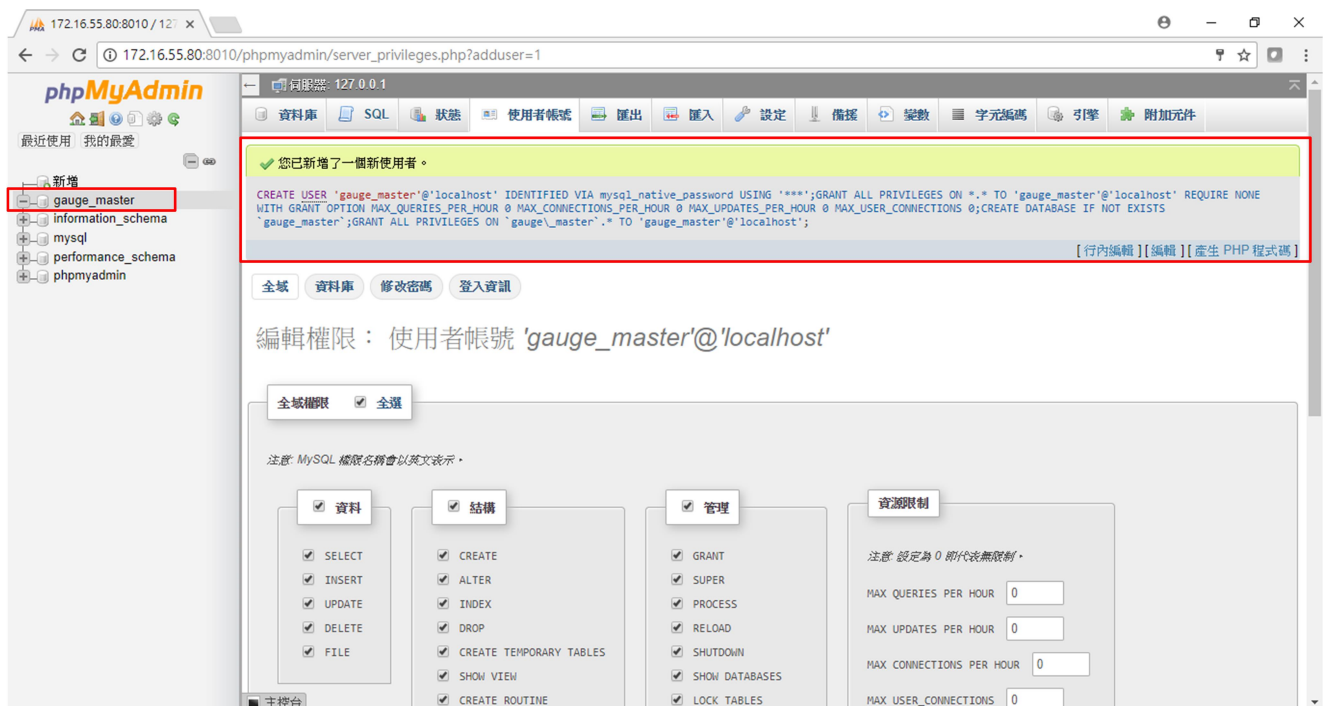 172.16.55.80:8010 / 127
172.16.55.80:8010/phpmyadmin/server_privileges.php?adduser=1
phpMyAdmin
最近使用 我的最愛
新增
gauge_master
information_schema
mysql
performance_schema
phpmyadmin
伺服器: 127.0.0.1
資料庫 SQL 狀態 使用者帳號 匯出 匯入 設定 備援 變數 字元編碼 引擎 附加元件
您已新增了一個新使用者。
CREATE USER 'gauge_master'@'localhost' IDENTIFIED VIA mysql_native_password USING '***';GRANT ALL PRIVILEGES ON *.* TO 'gauge_master'@'localhost' REQUIRE NONE
WITH GRANT OPTION MAX_QUERIES_PER_HOUR 0 MAX_CONNECTIONS_PER_HOUR 0 MAX_UPDATES_PER_HOUR 0 MAX_USER_CONNECTIONS 0;CREATE DATABASE IF NOT EXISTS
`gauge_master`;GRANT ALL PRIVILEGES ON `gauge\_master`.* TO 'gauge_master'@'localhost';
[ 行內編輯 ] [ 編輯 ] [ 產生 PHP 程式碼 ]
全域 資料庫 修改密碼 登入資訊
編輯權限： 使用者帳號 'gauge_master'@'localhost'
全域權限 全選
注意: MySQL 權限名稱會以英文表示。
資料
SELECT
INSERT
UPDATE
DELETE
FILE
結構
CREATE
ALTER
INDEX
DROP
CREATE TEMPORARY TABLES
SHOW VIEW
CREATE ROUTINE
管理
GRANT
SUPER
PROCESS
RELOAD
SHUTDOWN
SHOW DATABASES
LOCK TABLES
資源限制
注意: 設定為 0 即代表無限制。
MAX QUERIES PER HOUR 0
MAX UPDATES PER HOUR 0
MAX CONNECTIONS PER HOUR 0
MAX USER_CONNECTIONS 0
主控台